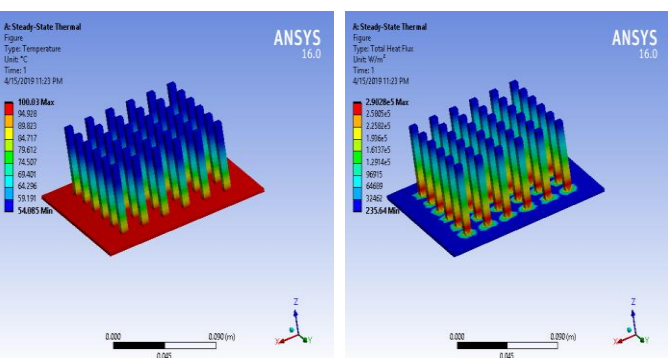 A: Steady-State Thermal
Figure
Type: Temperature
Unit: °C
Time: 1
4/15/2019 11:23 PM
ANSYS
16.0
100.03 Max
94.928
89.823
84.717
79.612
74.507
69.401
64.296
59.191
54.085 Min
Z
X
Y
0.000
0.090 (m)
0.045
A: Steady-State Thermal
Figure
Type: Total Heat Flux
Unit: W/m²
Time: 1
4/15/2019 11:23 PM
ANSYS
16.0
2.9028e5 Max
2.5805e5
2.2582e5
1.936e5
1.6137e5
1.2914e5
96915
64689
32462
235.64 Min
Z
X
Y
0.000
0.090 (m)
0.045